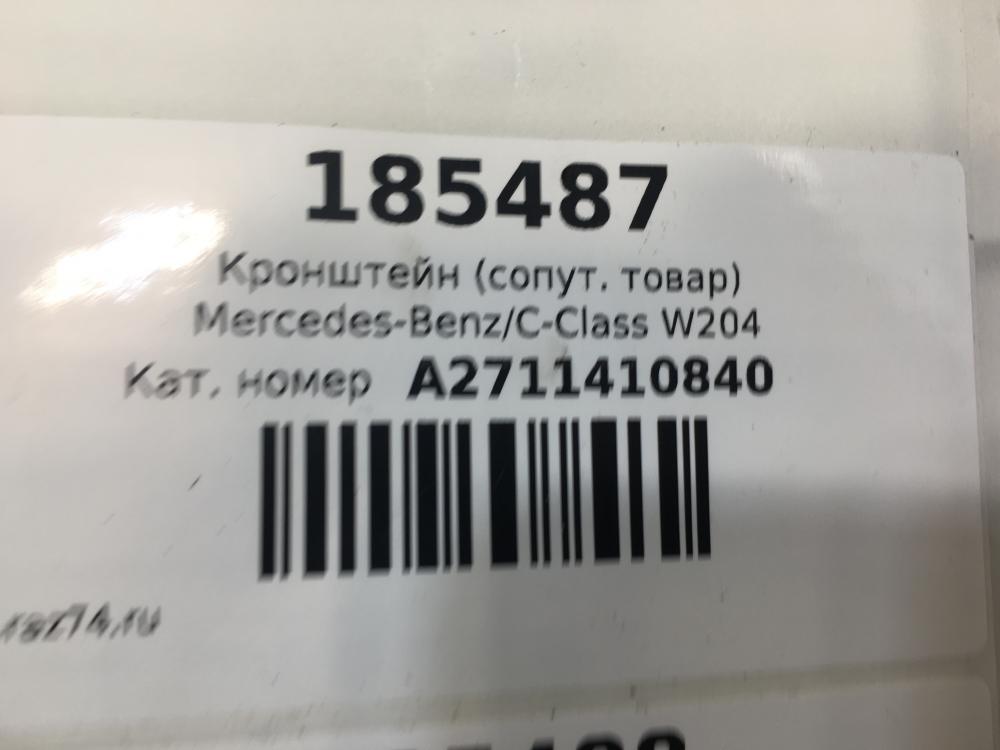 185487
Кронштейн (сопут. товар)
Mercedes-Benz/C-Class W204
Кат. номер A2711410840